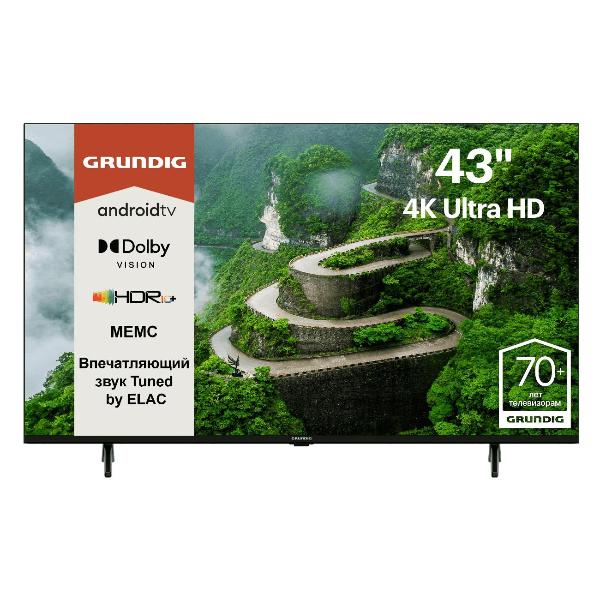 GRUNDIG
androidtv
Dolby
VISION
HDR10+
MEMC
Впечатляющий
звук Tuned
by ELAC
43"
4K Ultra HD
70+
лет
телевизорам
GRUNDIG
GRUNDIG